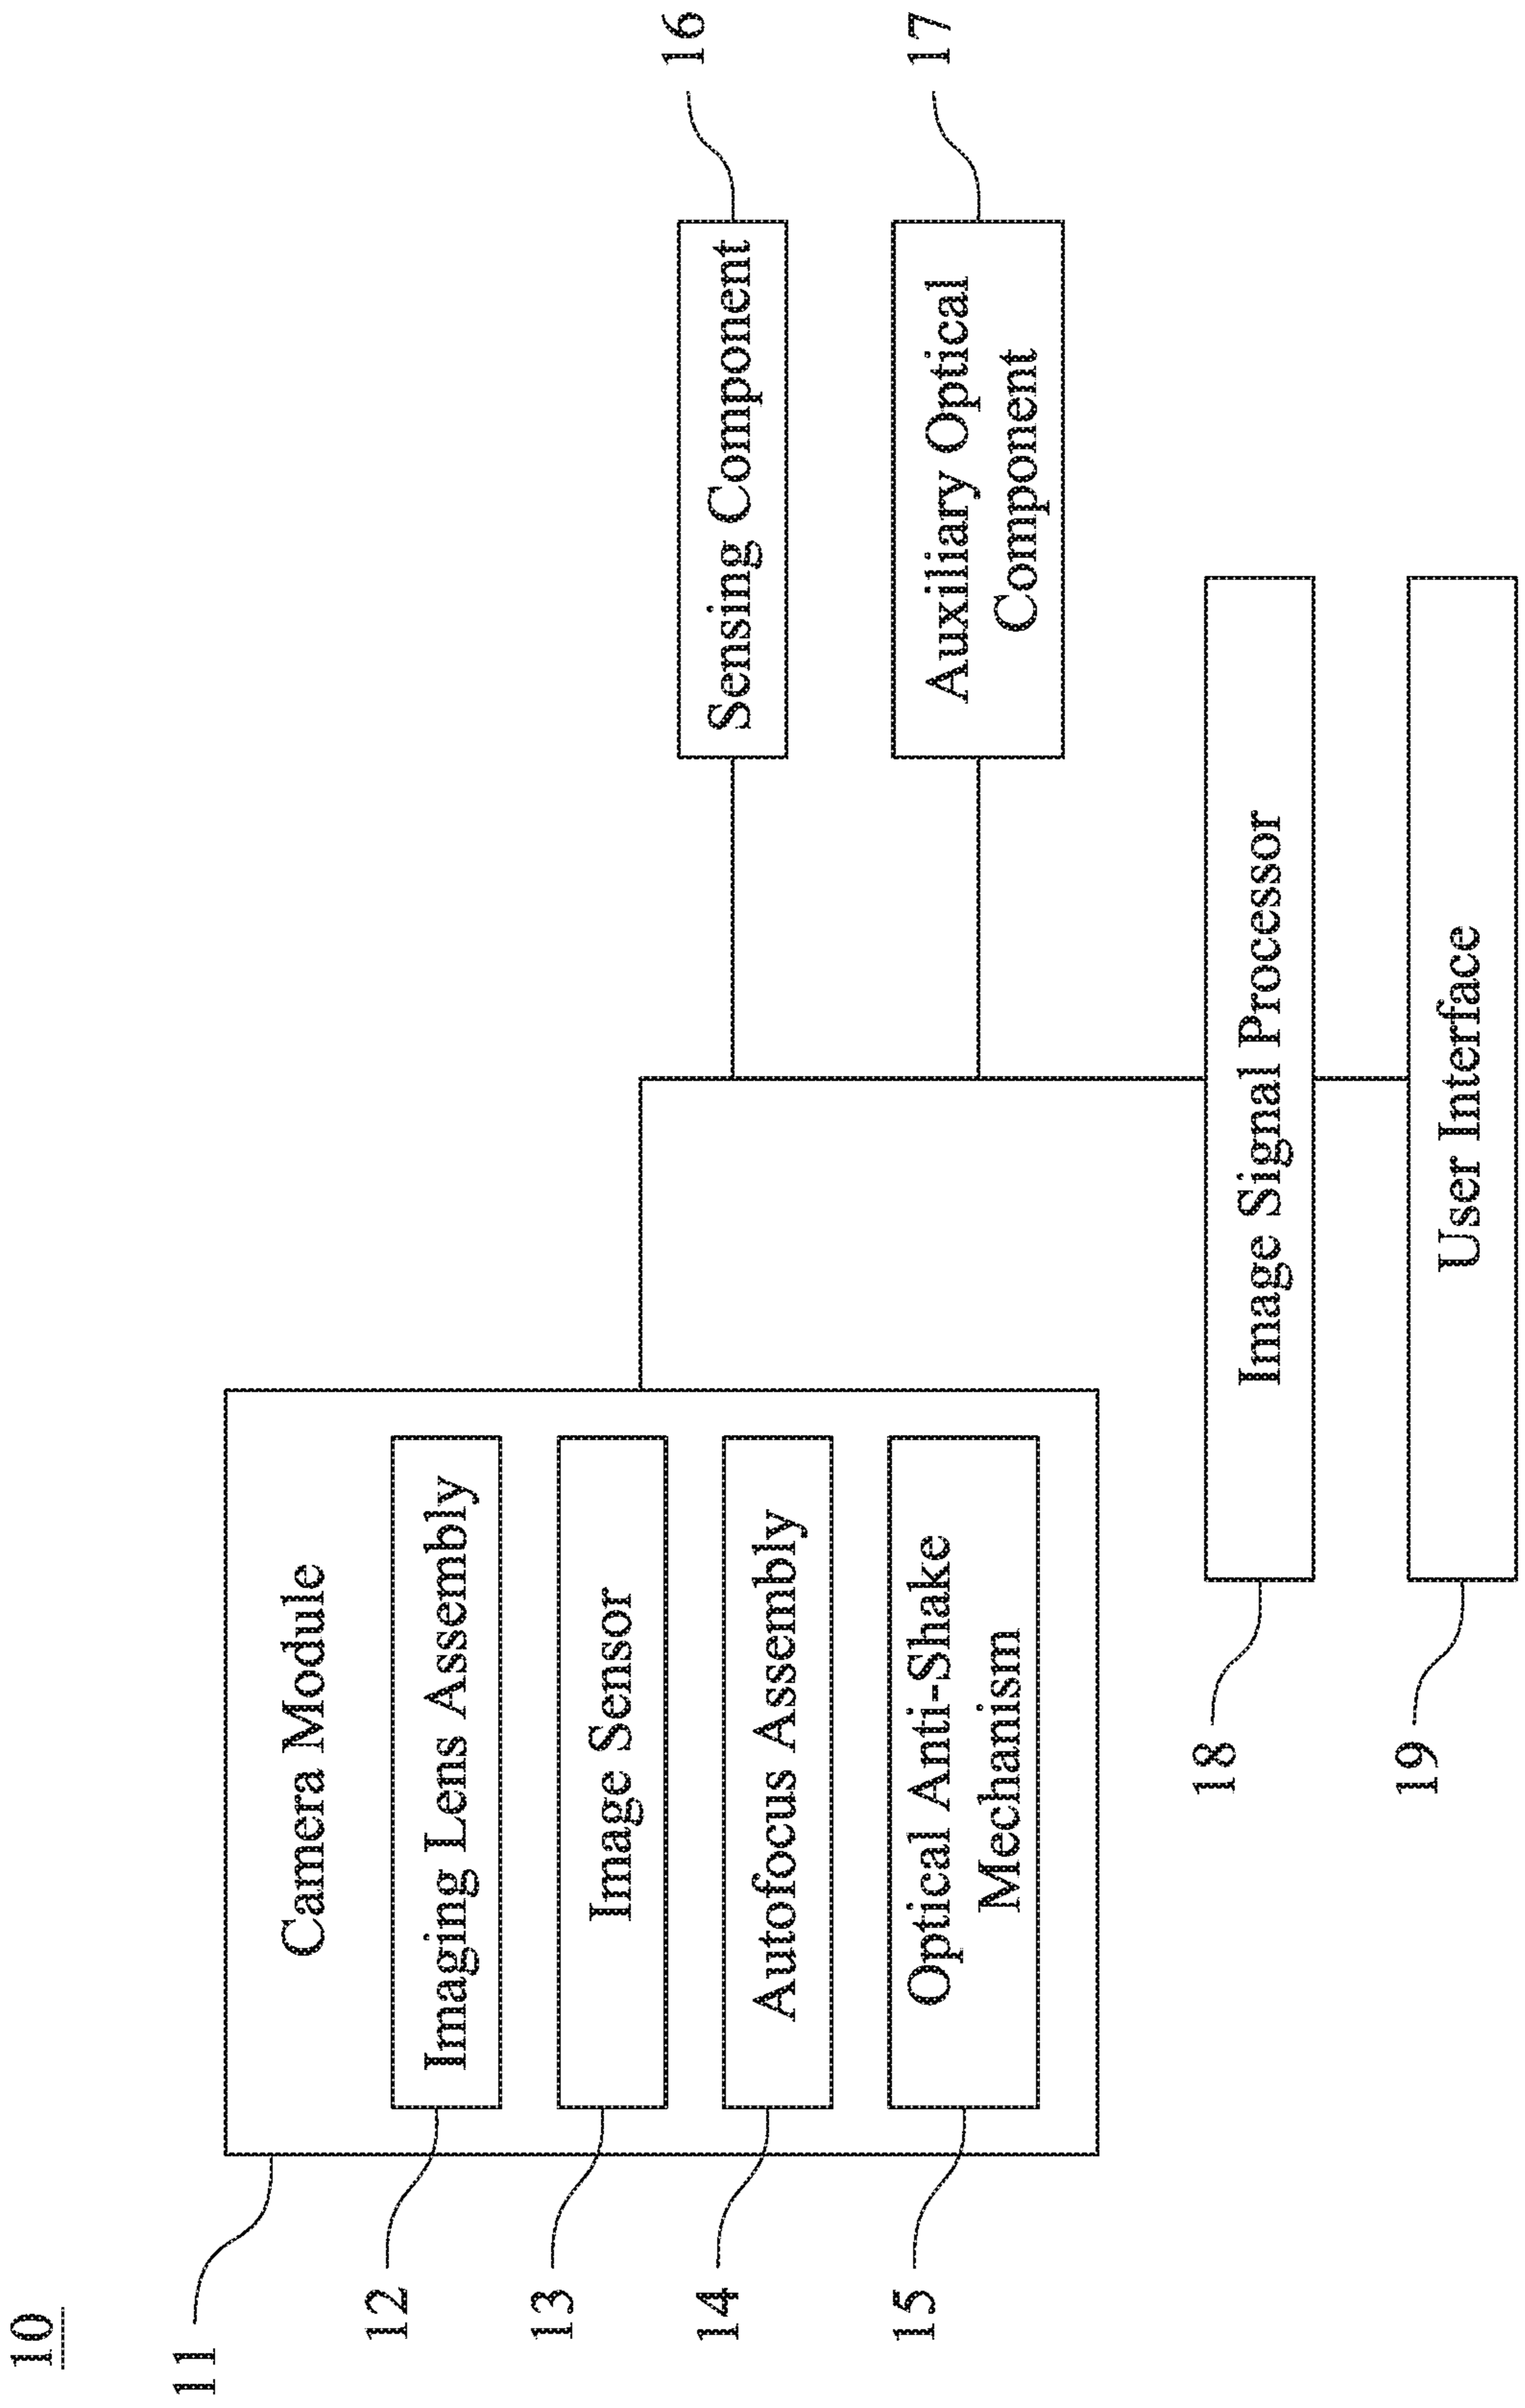 10
11
Camera Module
12
Imaging Lens Assembly
13
Image Sensor
14
Autofocus Assembly
15
Optical Anti-Shake
Mechanism
16
Sensing Component
17
Auxiliary Optical
Component
18
Image Signal Processor
19
User Interface